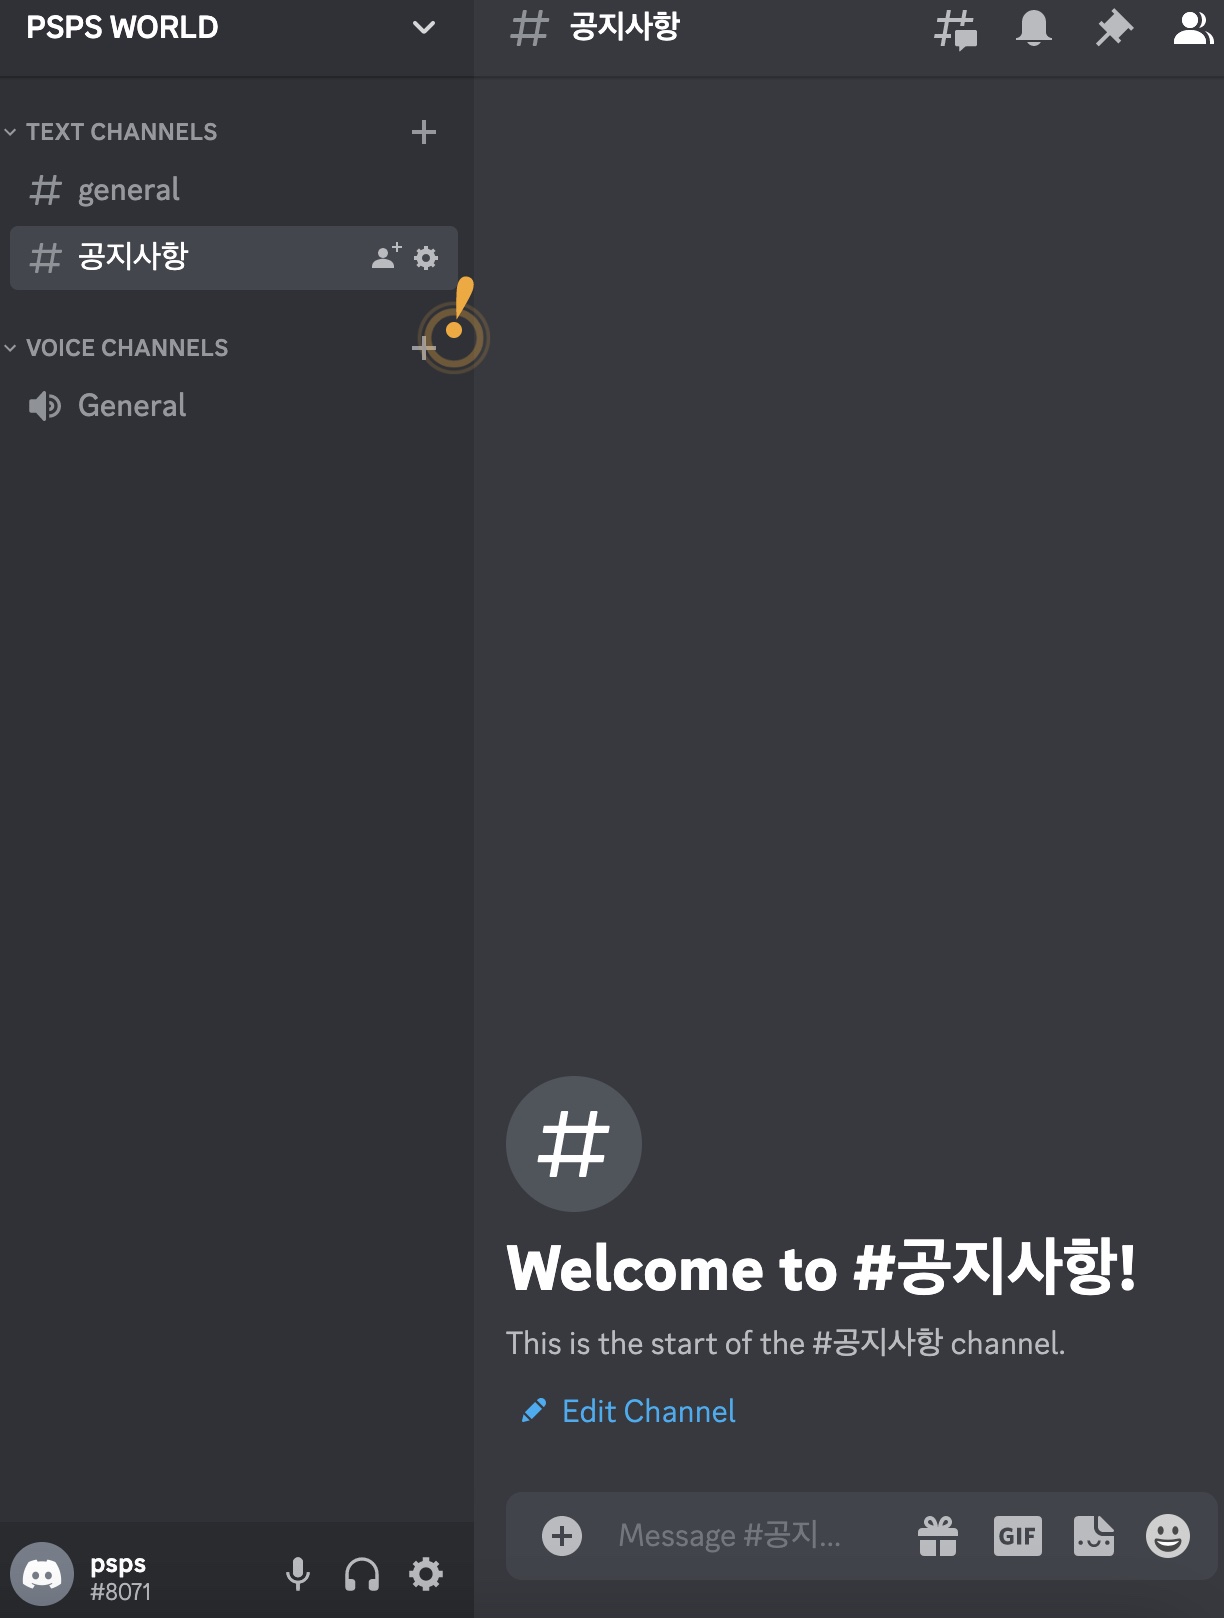 PSPS WORLD
공지사항
TEXT CHANNELS
general
공지사항
VOICE CHANNELS
General
Welcome to #공지사항!
This is the start of the #공지사항 channel.
Edit Channel
Message #공지...
GIF
psps
#8071